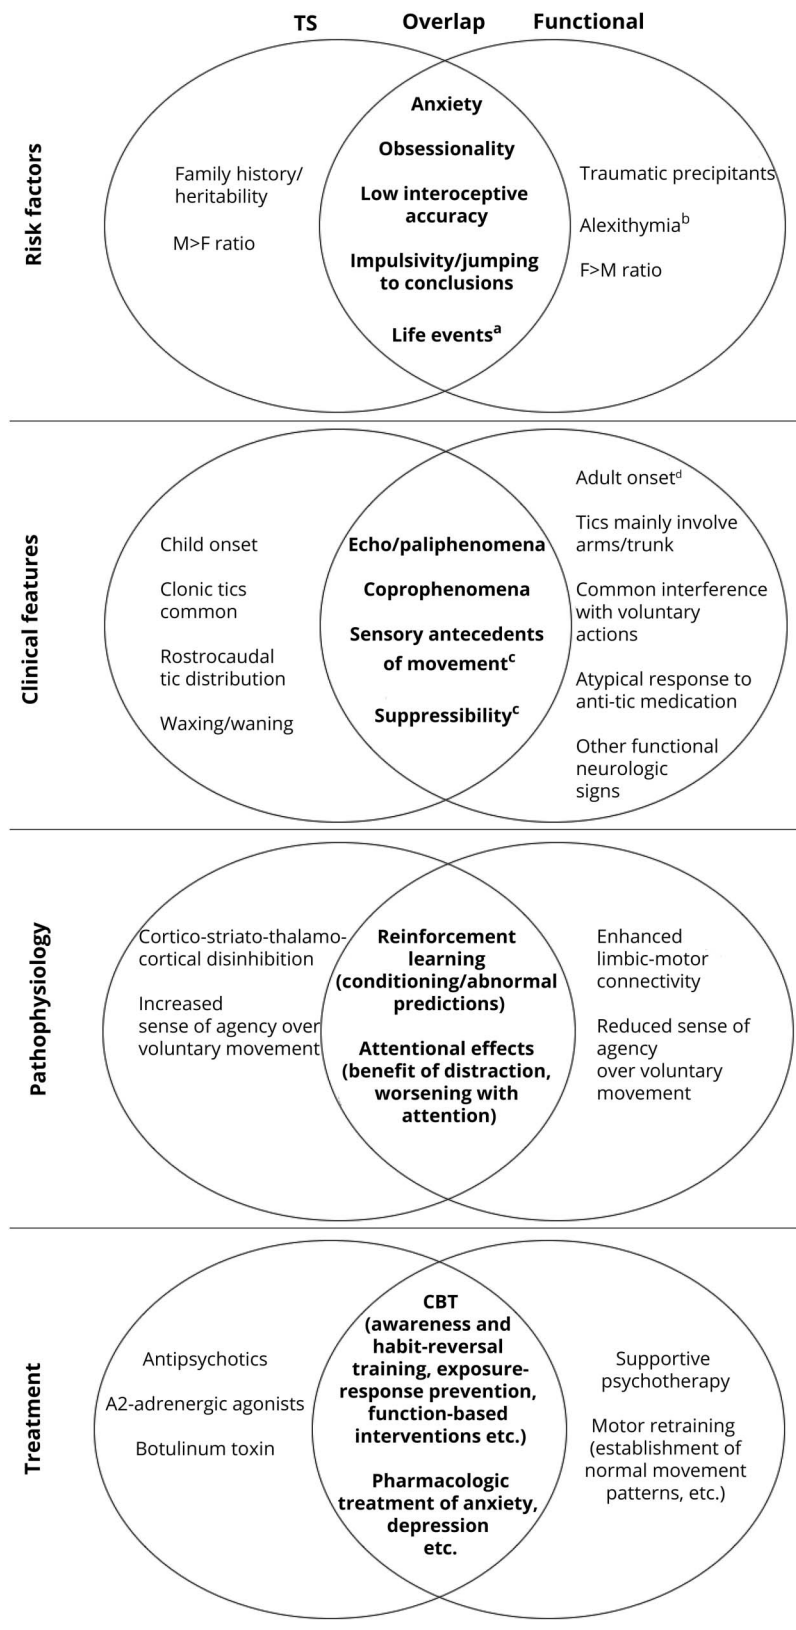 TS
Overlap
Functional
Risk factors
Family history/
heritability
M>F ratio
Anxiety
Obsessionality
Low interoceptive
accuracy
Impulsivity/jumping
to conclusions
Life eventsᵃ
Traumatic precipitants
Alexithymiaᵇ
F>M ratio
Clinical features
Child onset
Clonic tics
common
Rostrocaudal
tic distribution
Waxing/waning
Echo/paliphenomena
Coprophenomena
Sensory antecedents
of movementᶜ
Suppressibilityᶜ
Adult onsetᵈ
Tics mainly involve
arms/trunk
Common interference
with voluntary
actions
Atypical response to
anti-tic medication
Other functional
neurologic
signs
Pathophysiology
Cortico-striato-thalamo-
cortical disinhibition
Increased
sense of agency over
voluntary movement
Reinforcement
learning
(conditioning/abnormal
predictions)
Attentional effects
(benefit of distraction,
worsening with
attention)
Enhanced
limbic-motor
connectivity
Reduced sense of
agency
over voluntary
movement
Treatment
Antipsychotics
A2-adrenergic agonists
Botulinum toxin
CBT
(awareness and
habit-reversal
training, exposure-
response prevention,
function-based
interventions etc.)
Pharmacologic
treatment of anxiety,
depression
etc.
Supportive
psychotherapy
Motor retraining
(establishment of
normal movement
patterns, etc.)